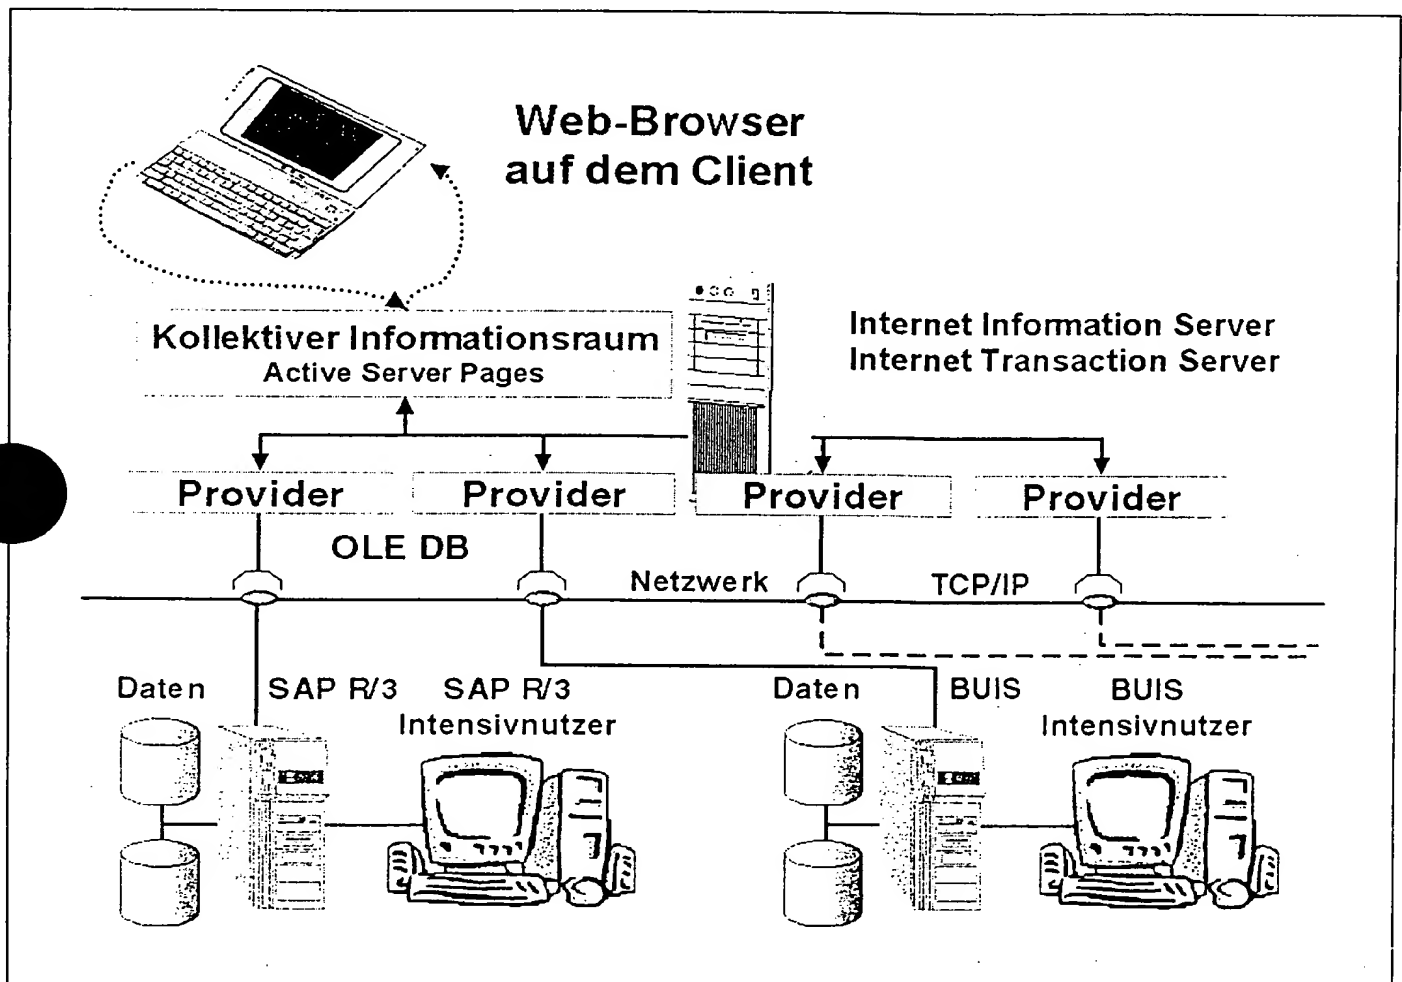 Web-Browser
auf dem Client
Kollektiver Informationsraum
Active Server Pages
Internet Information Server
Internet Transaction Server
Provider
Provider
Provider
Provider
OLE DB
Netzwerk
TCP/IP
Daten
SAP R/3
SAP R/3
Intensivnutzer
Daten
BUIS
BUIS
Intensivnutzer